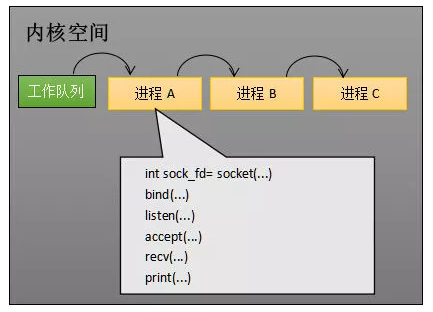 内核空间
工作队列
进程 A
进程 B
进程 C
int sock_fd= socket(...)
bind(...)
listen(...)
accept(...)
recv(...)
print(...)